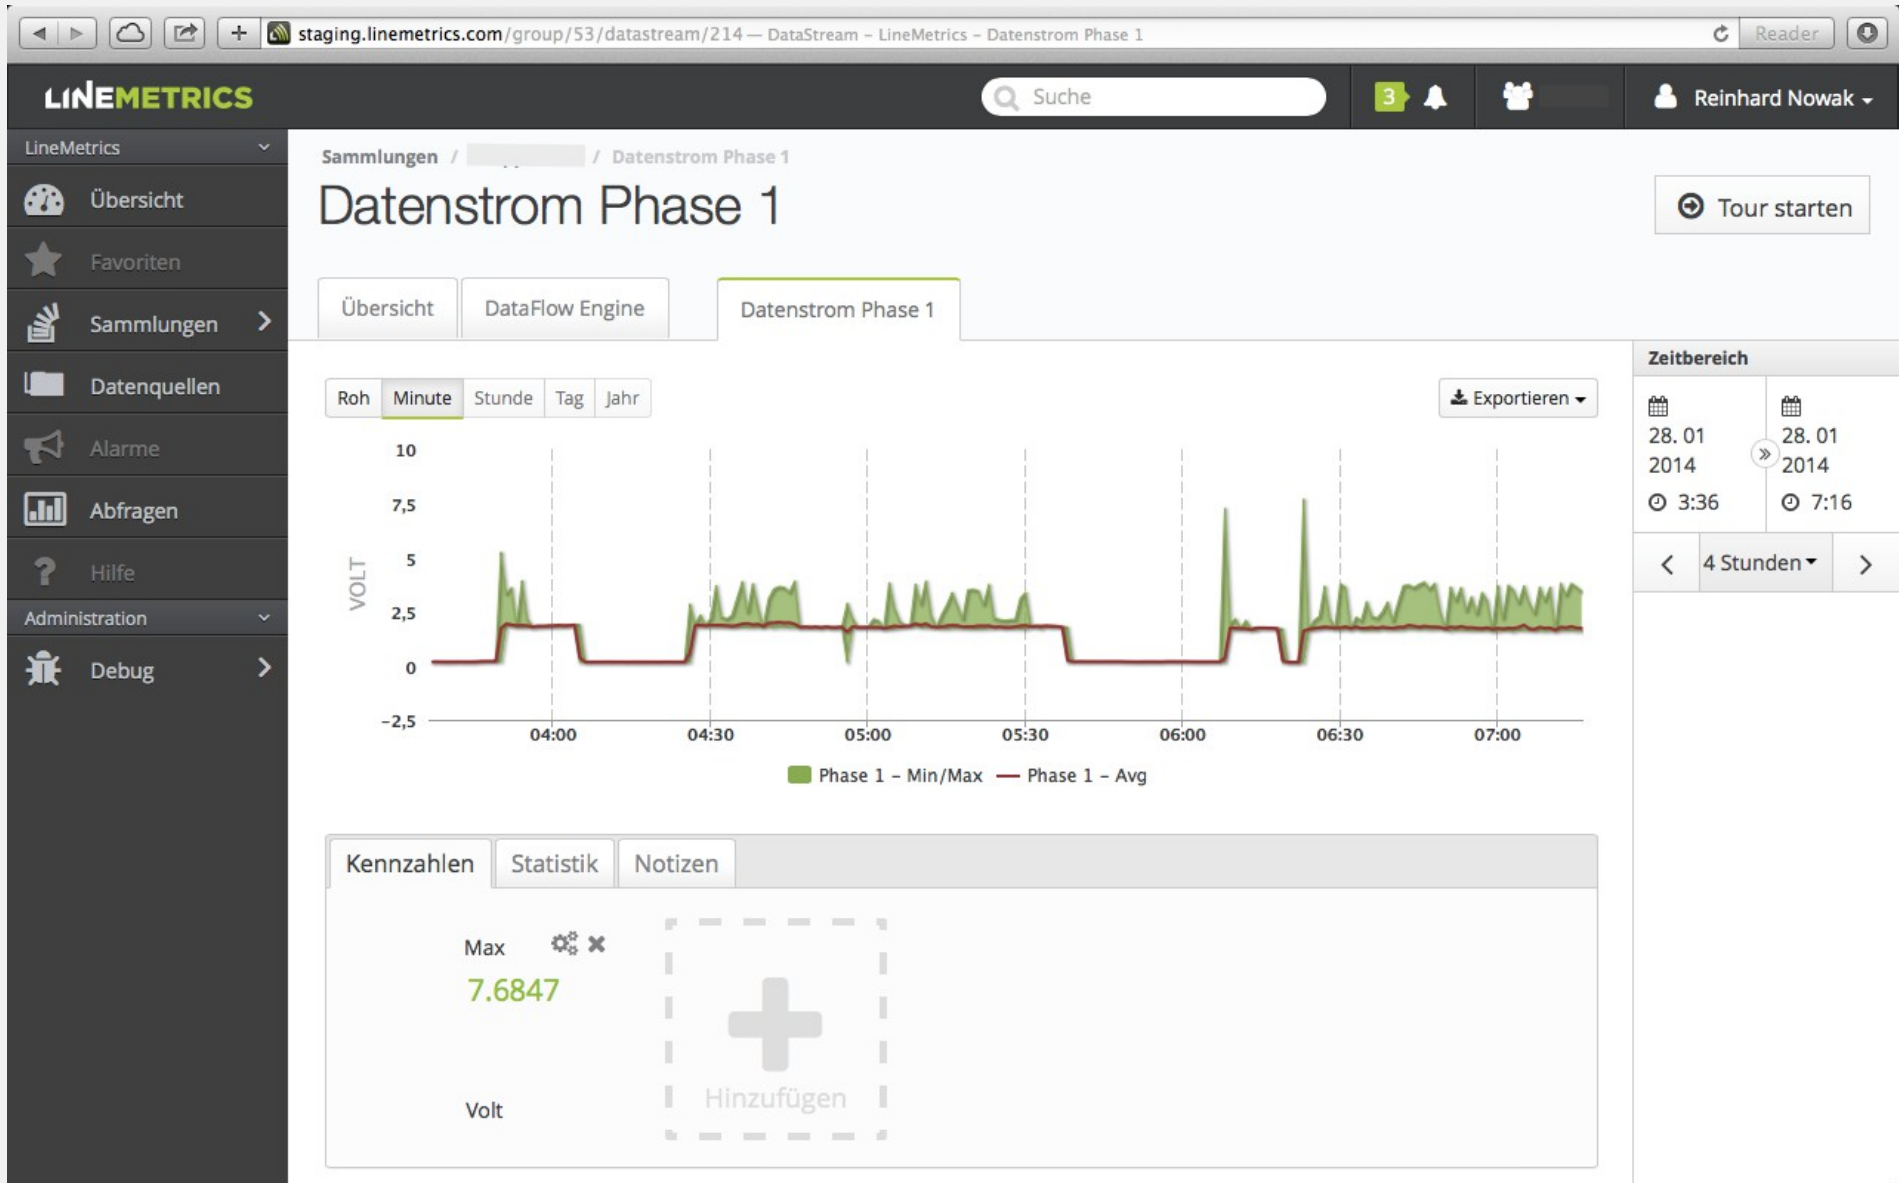 staging.linemetrics.com/group/53/datastream/214 — DataStream – LineMetrics – Datenstrom Phase 1
Reader
LINEMETRICS
Suche
3
Reinhard Nowak
LineMetrics
Übersicht
Favoriten
Sammlungen
Datenquellen
Alarme
Abfragen
Hilfe
Administration
Debug
Sammlungen / / Datenstrom Phase 1
Datenstrom Phase 1
Tour starten
Übersicht
DataFlow Engine
Datenstrom Phase 1
Roh
Minute
Stunde
Tag
Jahr
Exportieren
VOLT
10
7,5
5
2,5
0
−2,5
04:00
04:30
05:00
05:30
06:00
06:30
07:00
Phase 1 – Min/Max
Phase 1 – Avg
Zeitbereich
28. 01
2014
3:36
28. 01
2014
7:16
4 Stunden
Kennzahlen
Statistik
Notizen
Max
7.6847
Volt
Hinzufügen